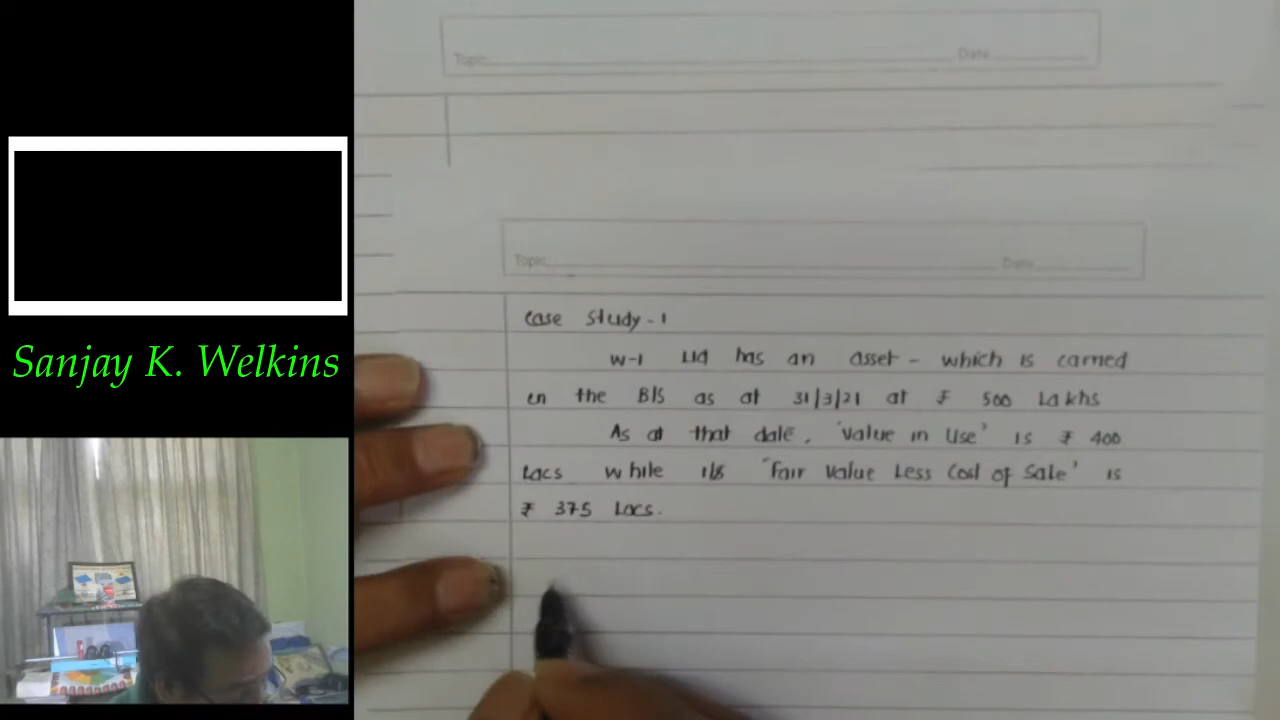 Topic Date
Topic Date
Sanjay K. Welkins
Case Study-1
W-1 Ltd has an asset - which is carried
in the B/S as at 31/3/21 at ₹ 500 Lakhs
As at that date, 'Value in Use' is ₹ 400
Lacs while its 'Fair Value Less Cost of Sale' is
₹ 375 Lacs.